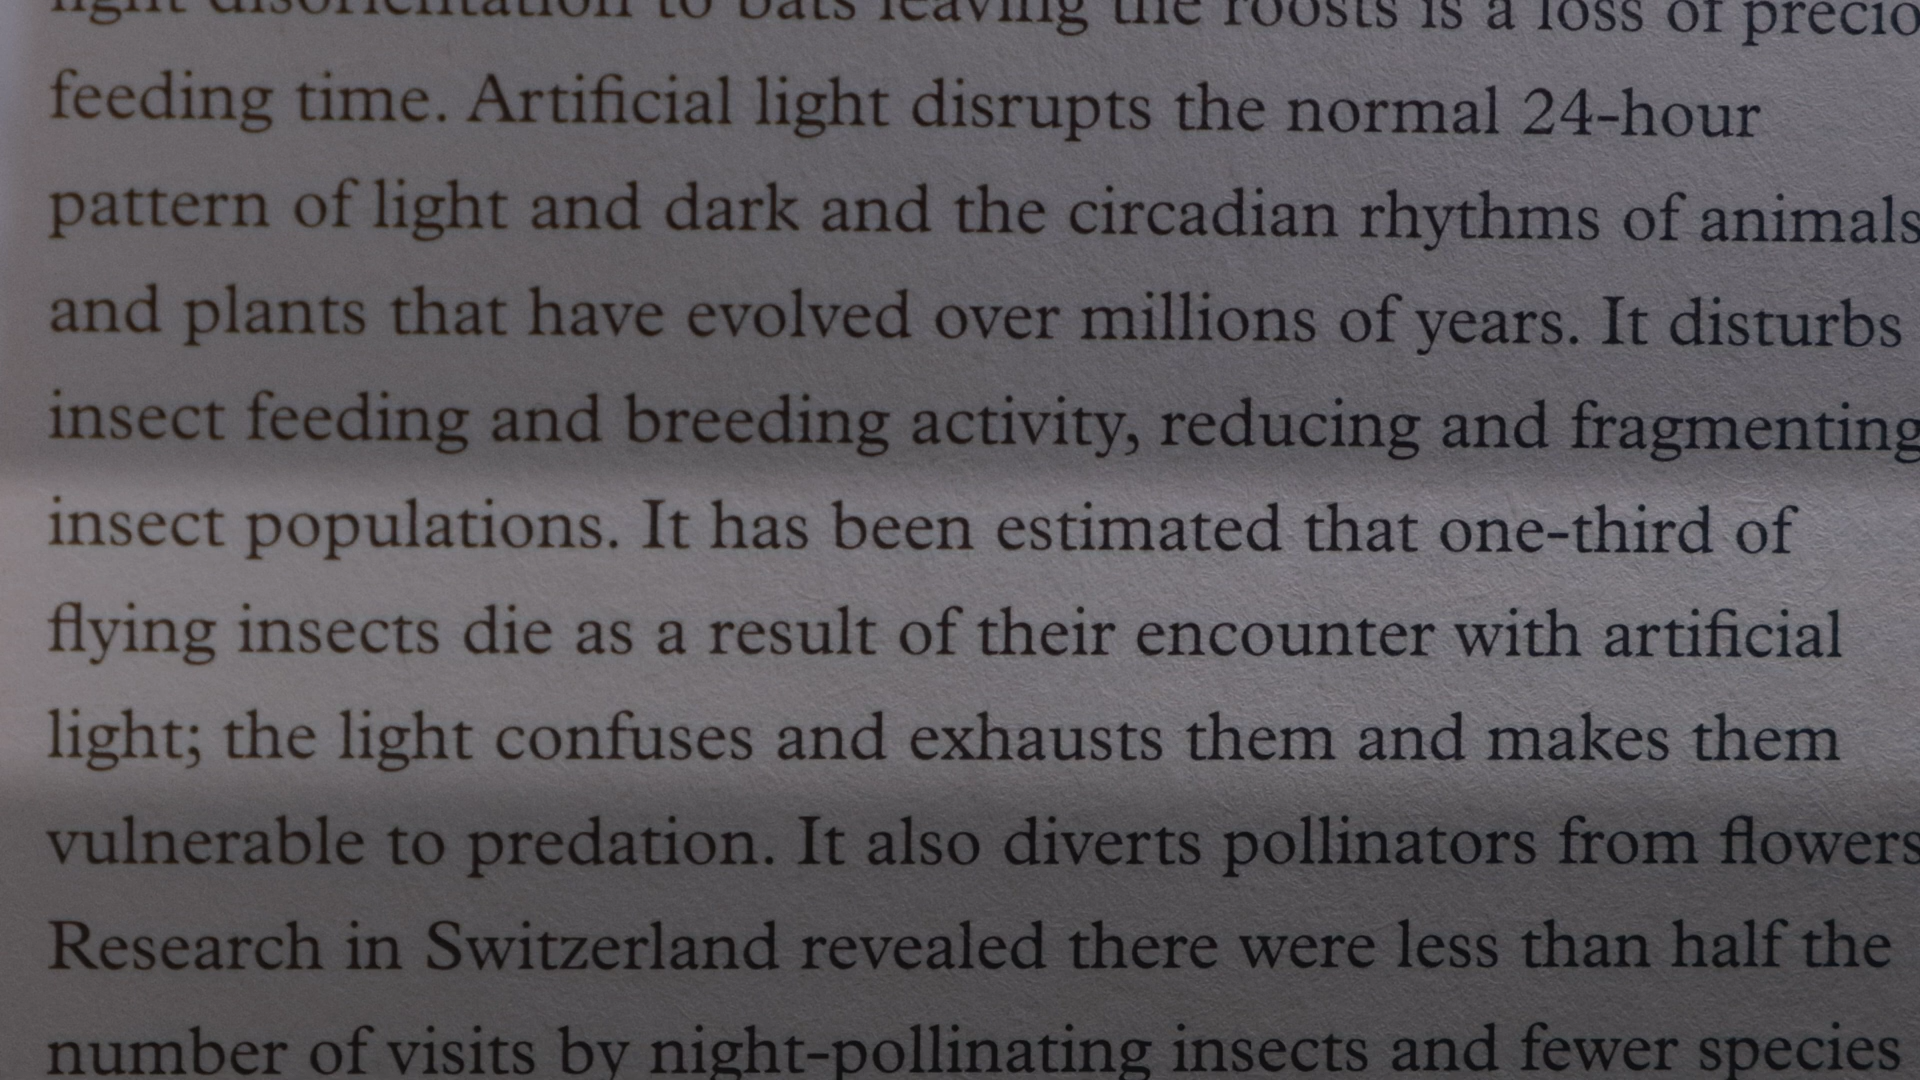 light disorientation to bats leaving the roosts is a loss of
feeding time. Artificial light disrupts the normal 24-hour
pattern of light and dark and the circadian rhythms of animals
and plants that have evolved over millions of years. It disturbs
insect feeding and breeding activity, reducing and fragmenting
insect populations. It has been estimated that one-third of
flying insects die as a result of their encounter with artificial
light; the light confuses and exhausts them and makes them
vulnerable to predation. It also diverts pollinators from flowers
Research in Switzerland revealed there were less than half the
number of visits by night-pollinating insects and fewer species